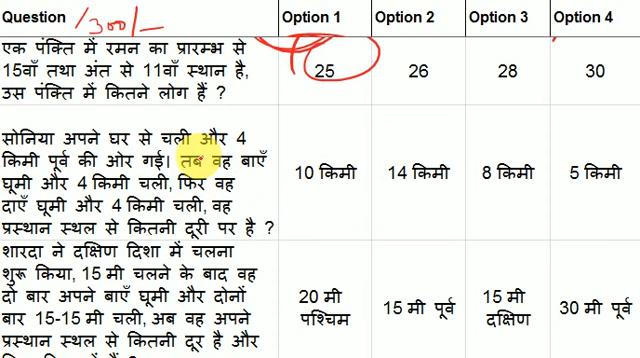 Question /300/- Option 1 Option 2 Option 3 Option 4
एक पंक्ति में रमन का प्रारम्भ से
15वाँ तथा अंत से 11वाँ स्थान है,
उस पंक्ति में कितने लोग हैं ?
25 26 28 30
सोनिया अपने घर से चली और 4
किमी पूर्व की ओर गई। तब वह बाएँ
घूमी और 4 किमी चली, फिर वह
दाएँ घूमी और 4 किमी चली, वह
प्रस्थान स्थल से कितनी दूरी पर है ?
10 किमी 14 किमी 8 किमी 5 किमी
शारदा ने दक्षिण दिशा में चलना
शुरू किया, 15 मी चलने के बाद वह
दो बार अपने बाएँ घूमी और दोनों
बार 15-15 मी चली, अब वह अपने
प्रस्थान स्थल से कितनी दूर है और
20 मी
पश्चिम
15 मी पूर्व
15 मी
दक्षिण
30 मी पूर्व